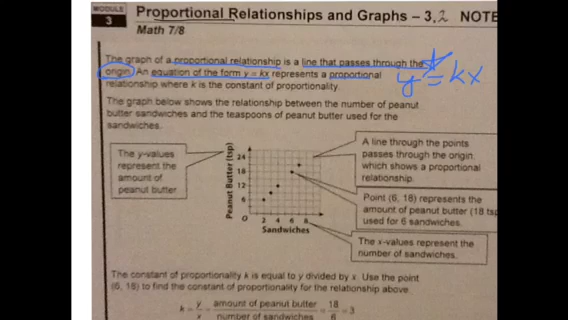 MODULE
3
Proportional Relationships and Graphs – 3,2 NOTE
Math 7/8
The graph of a proportional relationship is a line that passes through the
origin. An equation of the form y = kx represents a proportional
relationship where k is the constant of proportionality.
y = kx
The graph below shows the relationship between the number of peanut
butter sandwiches and the teaspoons of peanut butter used for the
sandwiches.
The y-values
represent the
amount of
peanut butter
Peanut Butter (tsp)
24
18
12
6
O
2 4 6 8
Sandwiches
A line through the points
passes through the origin,
which shows a proportional
relationship.
Point (6, 18) represents the
amount of peanut butter (18 tsp
used for 6 sandwiches.
The x-values represent the
number of sandwiches.
The constant of proportionality k is equal to y divided by x. Use the point
(6, 18) to find the constant of proportionality for the relationship above.
k = y/x = amount of peanut butter/number of sandwiches = 18/6 = 3